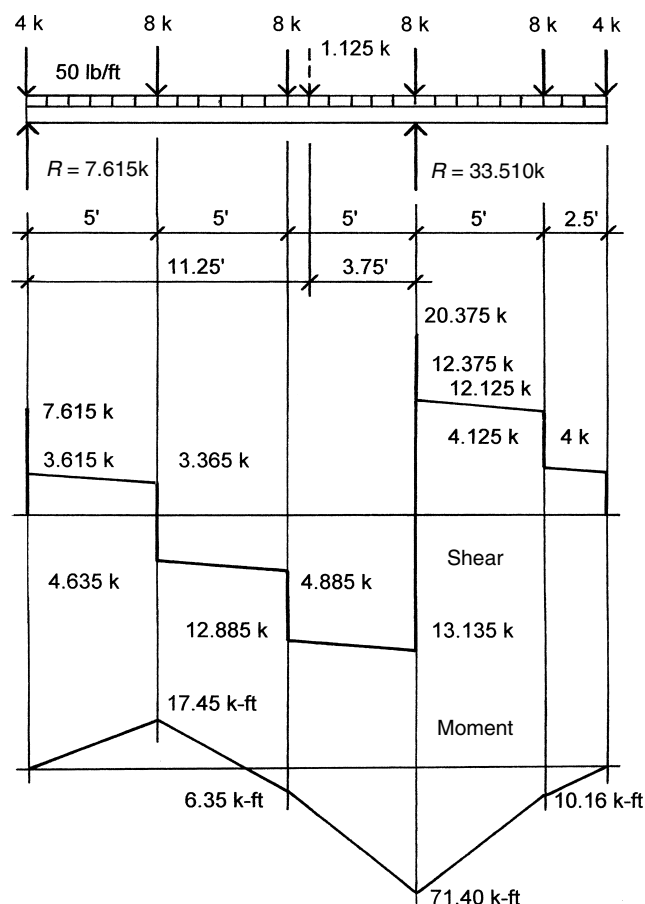 4 k 8 k 8 k 8 k 8 k 4 k
1.125 k
50 lb/ft
R = 7.615k R = 33.510k
5' 5' 5' 5' 2.5'
11.25' 3.75'
20.375 k
12.375 k
12.125 k
7.615 k
4.125 k 4 k
3.615 k 3.365 k
Shear
4.635 k 4.885 k
12.885 k 13.135 k
17.45 k-ft
Moment
6.35 k-ft 10.16 k-ft
71.40 k-ft